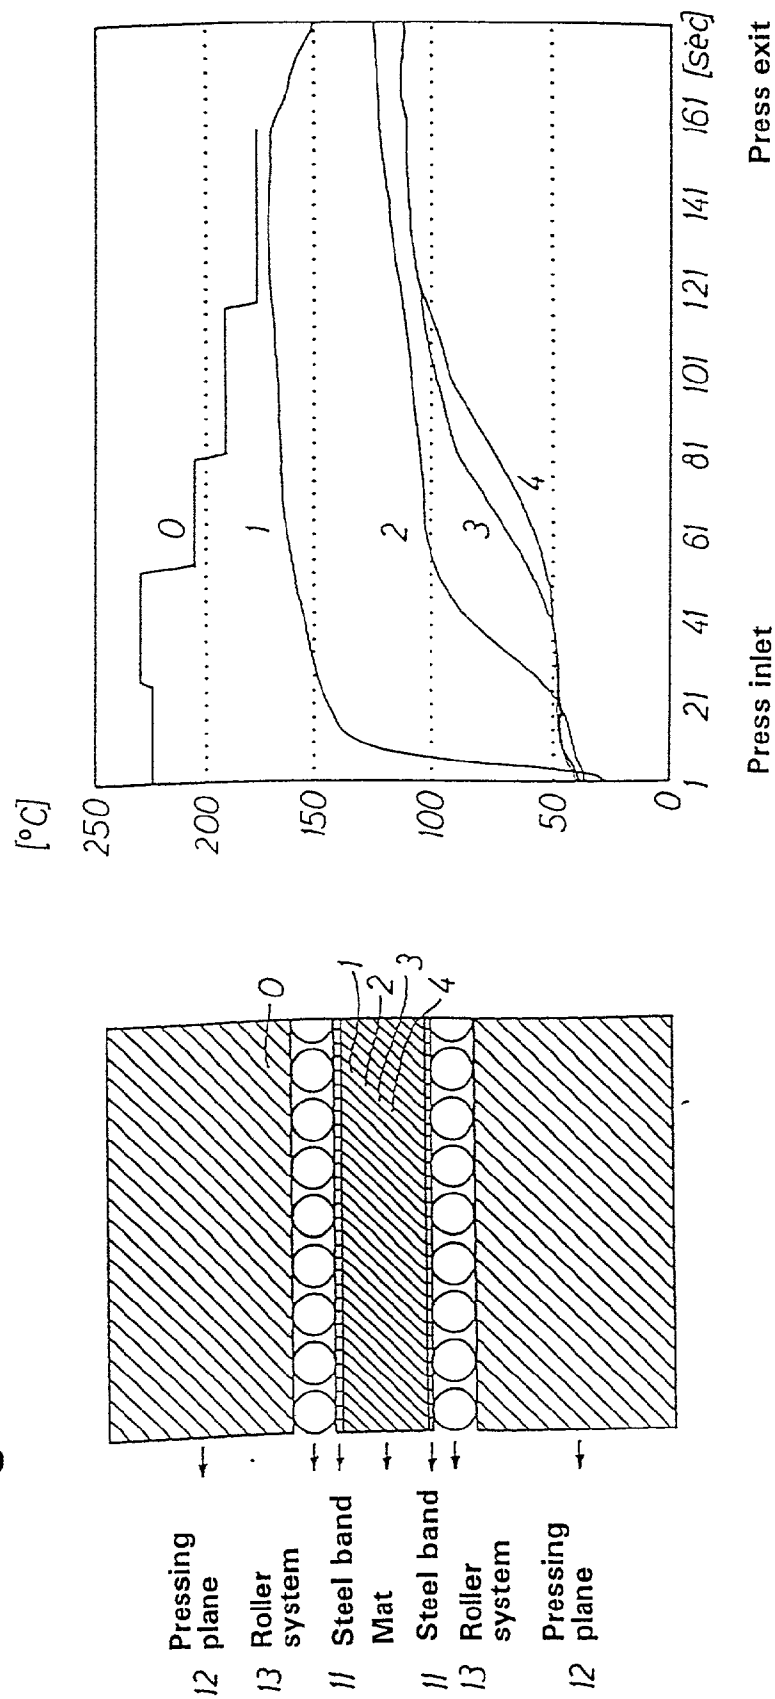 12 Pressing
plane
13 Roller
system
11 Steel band
Mat
11 Steel band
13 Roller
system
12 Pressing
plane
0
1
2
3
4
[°C]
250
200
150
100
50
0
0
1
2
3
4
1 21 41 61 81 101 121 141 161 [sec]
Press inlet Press exit